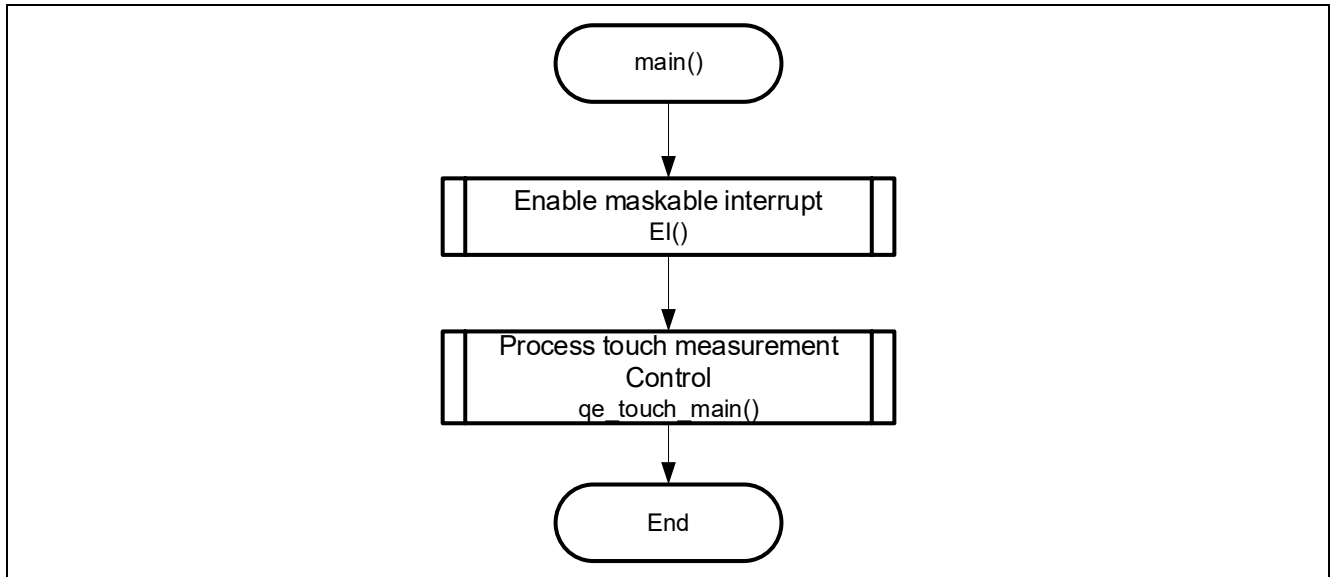 main()
Enable maskable interrupt
EI()
Process touch measurement
Control
qe_touch_main()
End